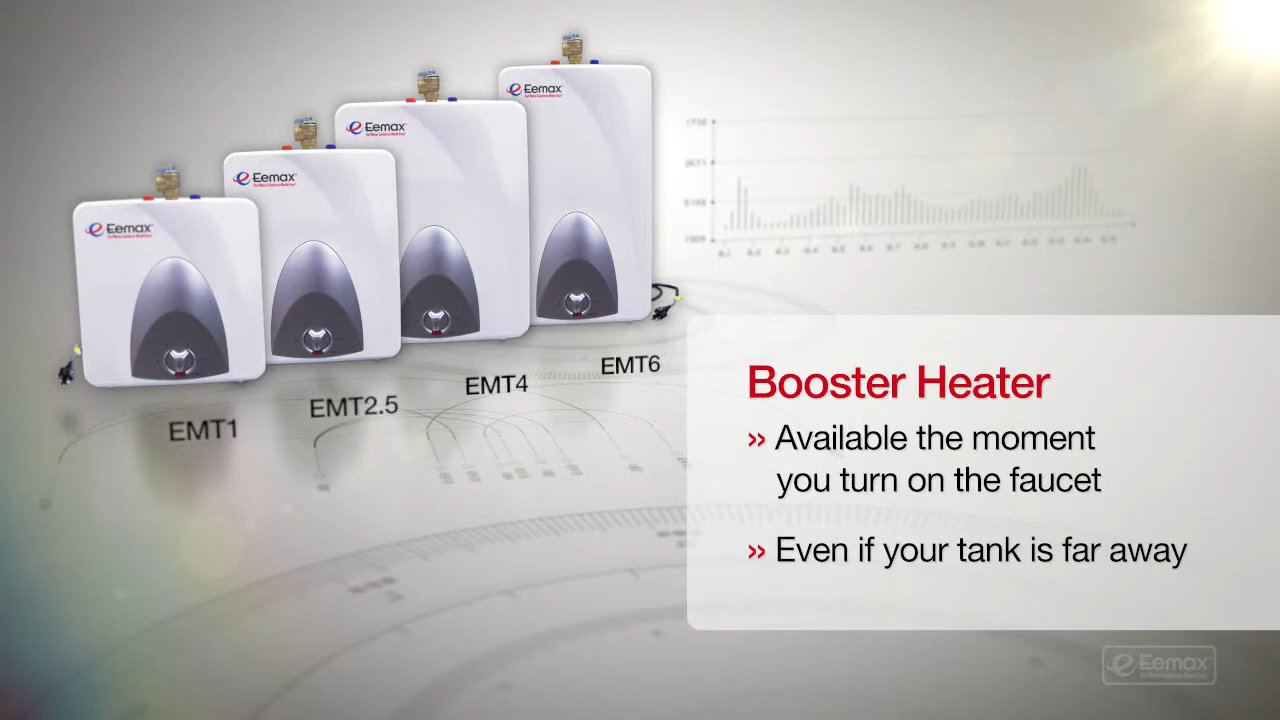 Eemax
Eemax
Eemax
Eemax
EMT1
EMT2.5
EMT4
EMT6
Booster Heater
» Available the moment
you turn on the faucet
» Even if your tank is far away
Eemax